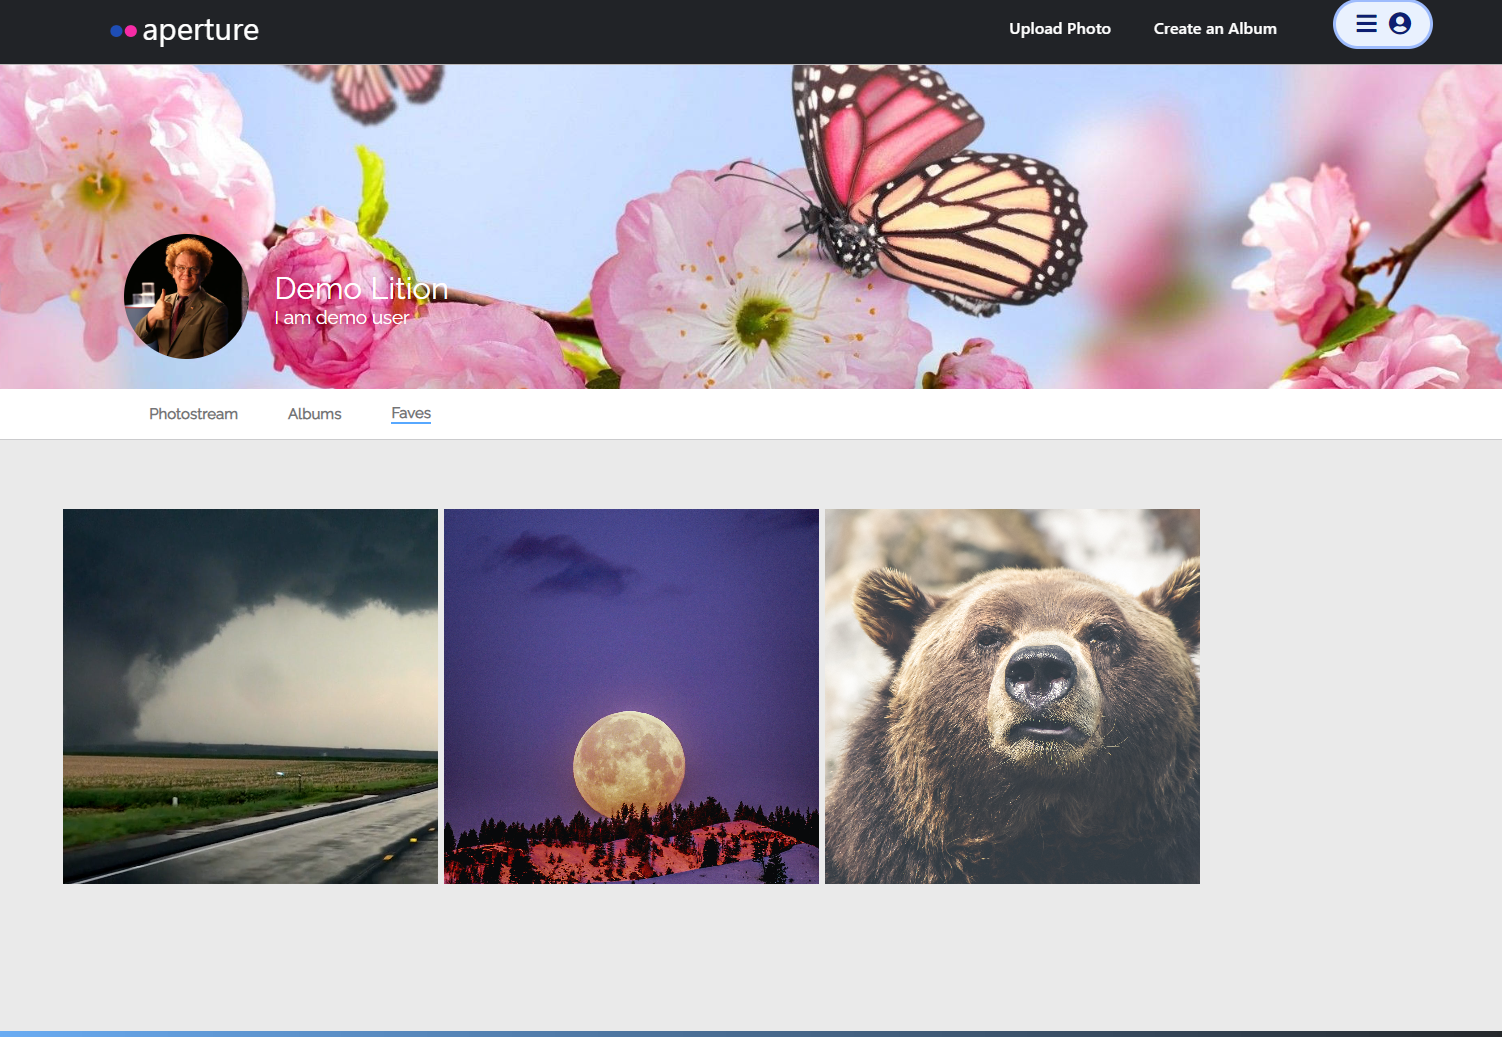 aperture
Upload Photo
Create an Album
Demo Lition
I am demo user
Photostream
Albums
Faves